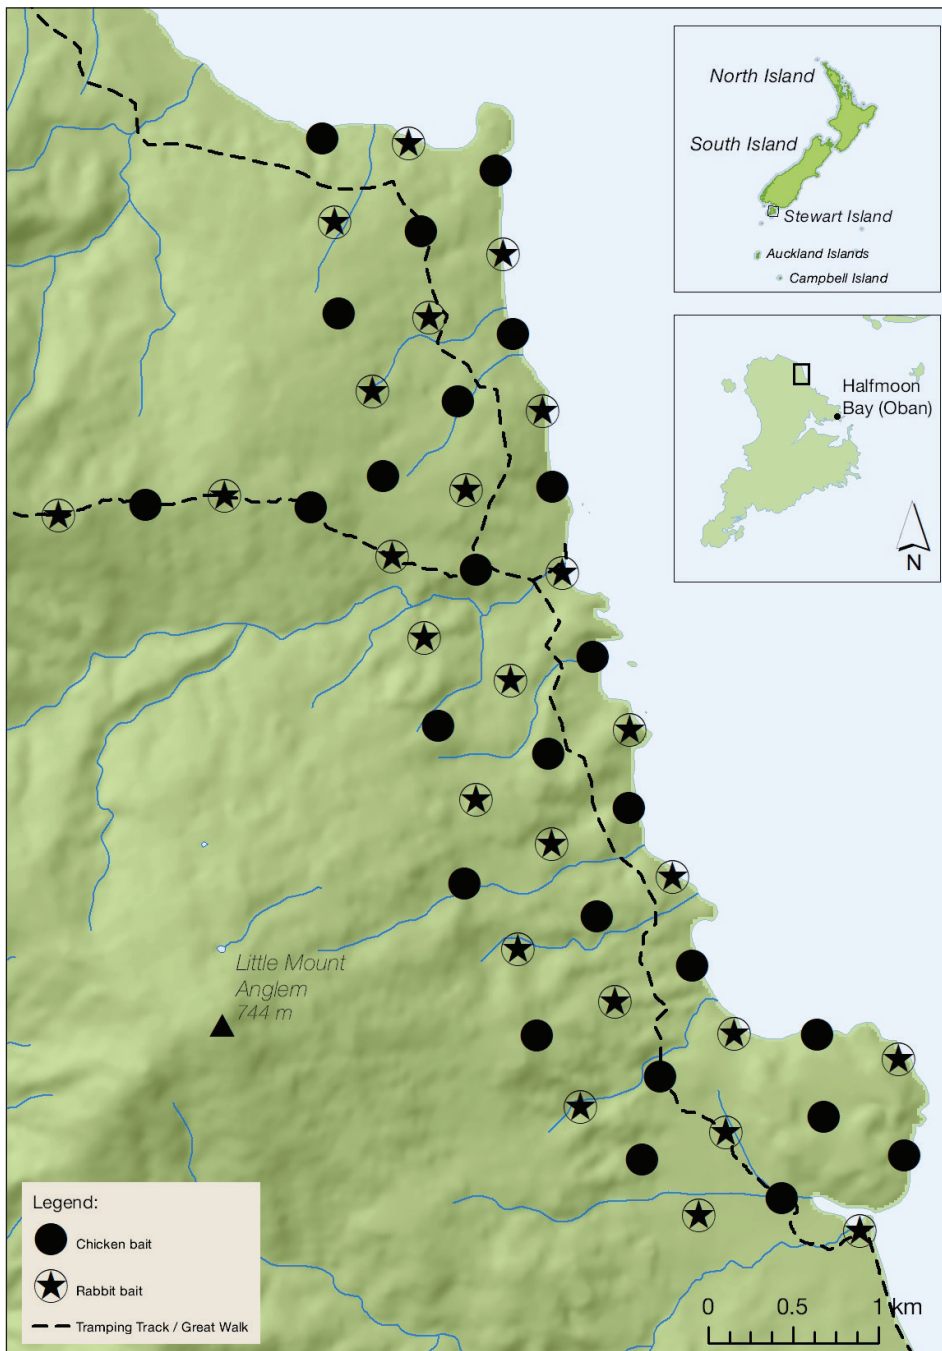 North Island
South Island
Stewart Island
Auckland Islands
Campbell Island
Halfmoon
Bay (Oban)
N
Little Mount
Anglem
744 m
Legend:
Chicken bait
Rabbit bait
Tramping Track / Great Walk
0 0.5 1 km